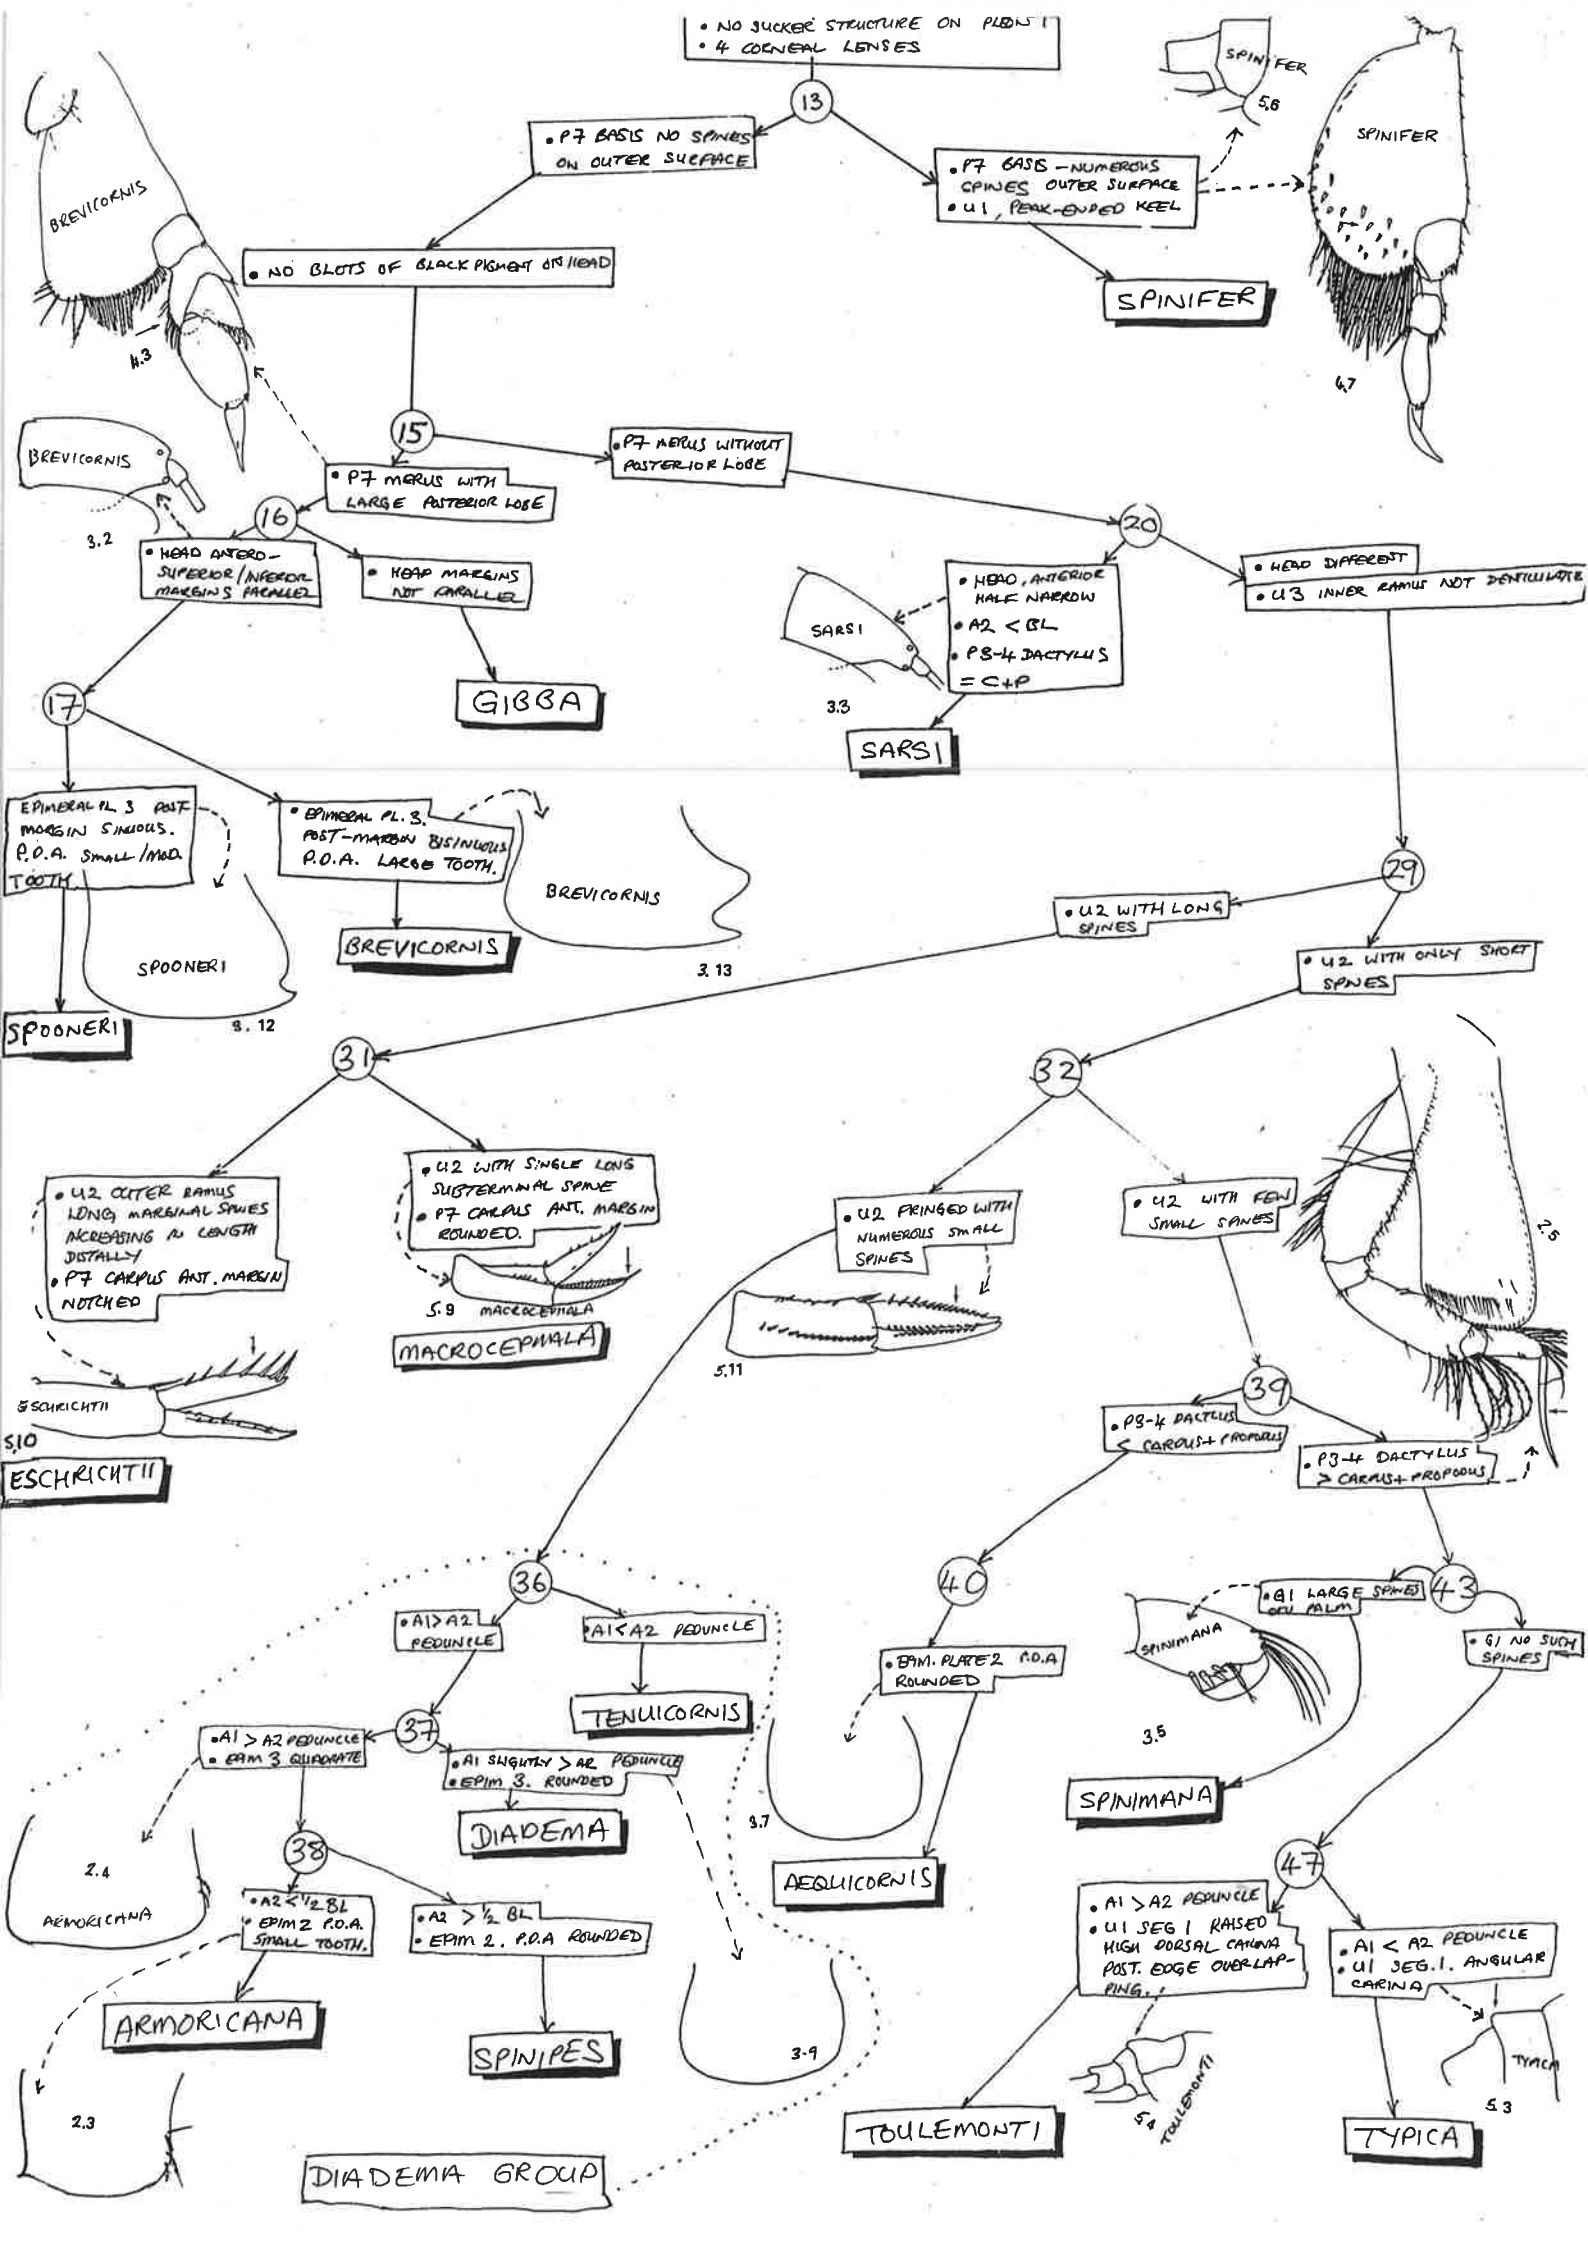 • NO SUCKER STRUCTURE ON PLEON 1
• 4 CORNEAL LENSES
13
SPINIFER
5.6
• P7 BASIS NO SPINES
ON OUTER SURFACE
• P7 BASIS – NUMEROUS
SPINES OUTER SURFACE
• U1, PEAK-ENDED KEEL
SPINIFER
BREVICORNIS
• NO BLOTS OF BLACK PIGMENT ON HEAD
SPINIFER
4.3
4.7
15
• P7 MERUS WITHOUT
POSTERIOR LOBE
BREVICORNIS
• P7 MERUS WITH
LARGE POSTERIOR LOBE
3.2
16
20
• HEAD ANTERO-
SUPERIOR/INFERIOR
MARGINS PARALLEL
• HEAD MARGINS
NOT PARALLEL
• HEAD, ANTERIOR
HALF NARROW
• A2 < BL
• P3-4 DACTYLUS
= C+P
• HEAD DIFFERENT
• U3 INNER RAMUS NOT DENTICULATE
SARSI
3.3
17
GIBBA
SARSI
EPIMERAL PL. 3 POST
MARGIN SINUOUS.
P.D.A. SMALL/MOD.
TOOTH
• EPIMERAL PL. 3.
POST-MARGIN BISINUOUS
P.D.A. LARGE TOOTH.
BREVICORNIS
29
• U2 WITH LONG
SPINES
• U2 WITH ONLY SHORT
SPINES
SPOONERI
BREVICORNIS
3.13
SPOONERI
3.12
31
32
• U2 OUTER RAMUS
LONG MARGINAL SPINES
INCREASING IN LENGTH
DISTALLY
• P7 CARPUS ANT. MARGIN
NOTCHED
• U2 WITH SINGLE LONG
SUBTERMINAL SPINE
• P7 CARPUS ANT. MARGIN
ROUNDED.
• U2 FRINGED WITH
NUMEROUS SMALL
SPINES
• U2 WITH FEW
SMALL SPINES
2.5
5.9
MACROCEPHALA
MACROCEPHALA
5.11
ESCHRICHTII
5.10
ESCHRICHTII
39
• P3-4 DACTLUS
< CARPUS+PROPODUS
• P3-4 DACTYLUS
> CARPUS+PROPODUS
36
40
43
• A1 > A2
PEDUNCLE
• A1 < A2 PEDUNCLE
• G1 LARGE SPINES
ON PALM
• G1 NO SUCH
SPINES
SPINIMANA
• EPIM. PLATE 2 P.D.A
ROUNDED
TENUICORNIS
37
• A1 > A2 PEDUNCLE
• EPIM 3 QUADRATE
• A1 SLIGHTLY > A2 PEDUNCLE
• EPIM 3. ROUNDED
3.5
DIADEMA
3.7
SPINIMANA
38
2.4
ARMORICANA
AEQUICORNIS
47
• A2 < 1/2 BL
• EPIM 2 P.D.A.
SMALL TOOTH.
• A2 > 1/2 BL
• EPIM 2. P.D.A ROUNDED
• A1 > A2 PEDUNCLE
• U1 SEG 1 RAISED
HIGH DORSAL CARINA
POST. EDGE OVERLAP-
PING.
• A1 < A2 PEDUNCLE
• U1 SEG. 1. ANGULAR
CARINA
ARMORICANA
SPINIPES
3.9
TOULEMONTI
5.4
TYPICA
5.3
2.3
TOULEMONTI
TYPICA
DIADEMA GROUP